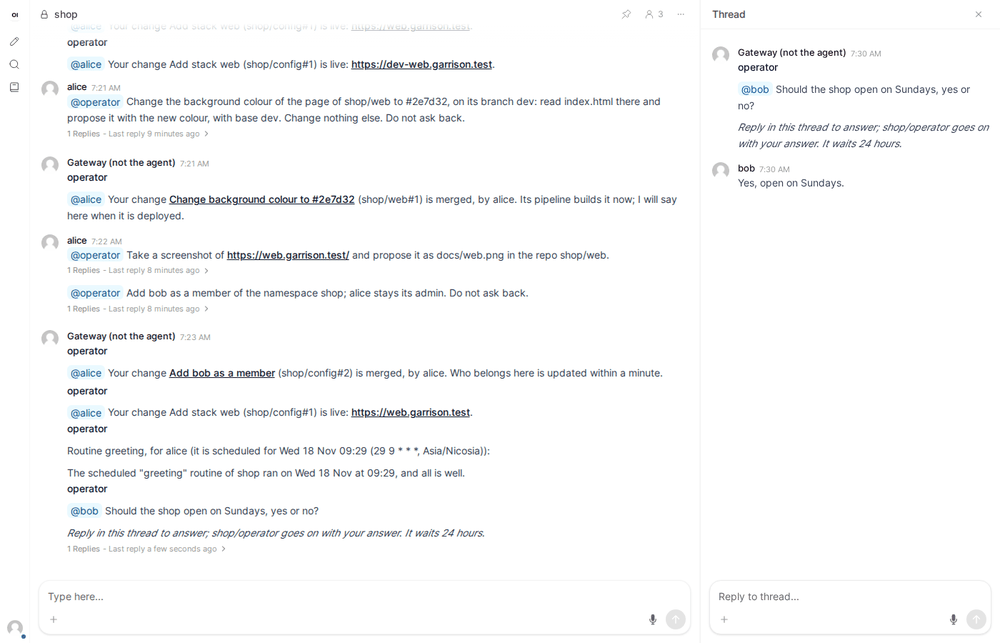 OI
shop
3
Thread
@alice Your change Add stack web (shop/config#1) is live: https://web.garrison.test.
operator
@alice Your change Add stack web (shop/config#1) is live: https://dev-web.garrison.test.
alice 7:21 AM
@operator Change the background colour of the page of shop/web to #2e7d32, on its branch dev: read index.html there and
propose it with the new colour, with base dev. Change nothing else. Do not ask back.
1 Replies - Last reply 9 minutes ago
Gateway (not the agent) 7:21 AM
operator
@alice Your change Change background colour to #2e7d32 (shop/web#1) is merged, by alice. Its pipeline builds it now; I will say
here when it is deployed.
alice 7:22 AM
@operator Take a screenshot of https://web.garrison.test/ and propose it as docs/web.png in the repo shop/web.
1 Replies - Last reply 8 minutes ago
@operator Add bob as a member of the namespace shop; alice stays its admin. Do not ask back.
1 Replies - Last reply 8 minutes ago
Gateway (not the agent) 7:23 AM
operator
@alice Your change Add bob as a member (shop/config#2) is merged, by alice. Who belongs here is updated within a minute.
operator
@alice Your change Add stack web (shop/config#1) is live: https://web.garrison.test.
operator
Routine greeting, for alice (it is scheduled for Wed 18 Nov 09:29 (29 9 * * *, Asia/Nicosia)):
The scheduled "greeting" routine of shop ran on Wed 18 Nov at 09:29, and all is well.
operator
@bob Should the shop open on Sundays, yes or no?
Reply in this thread to answer; shop/operator goes on with your answer. It waits 24 hours.
1 Replies - Last reply a few seconds ago
Type here...
Gateway (not the agent) 7:30 AM
operator
@bob Should the shop open on Sundays, yes or
no?
Reply in this thread to answer; shop/operator goes on
with your answer. It waits 24 hours.
bob 7:30 AM
Yes, open on Sundays.
Reply to thread...